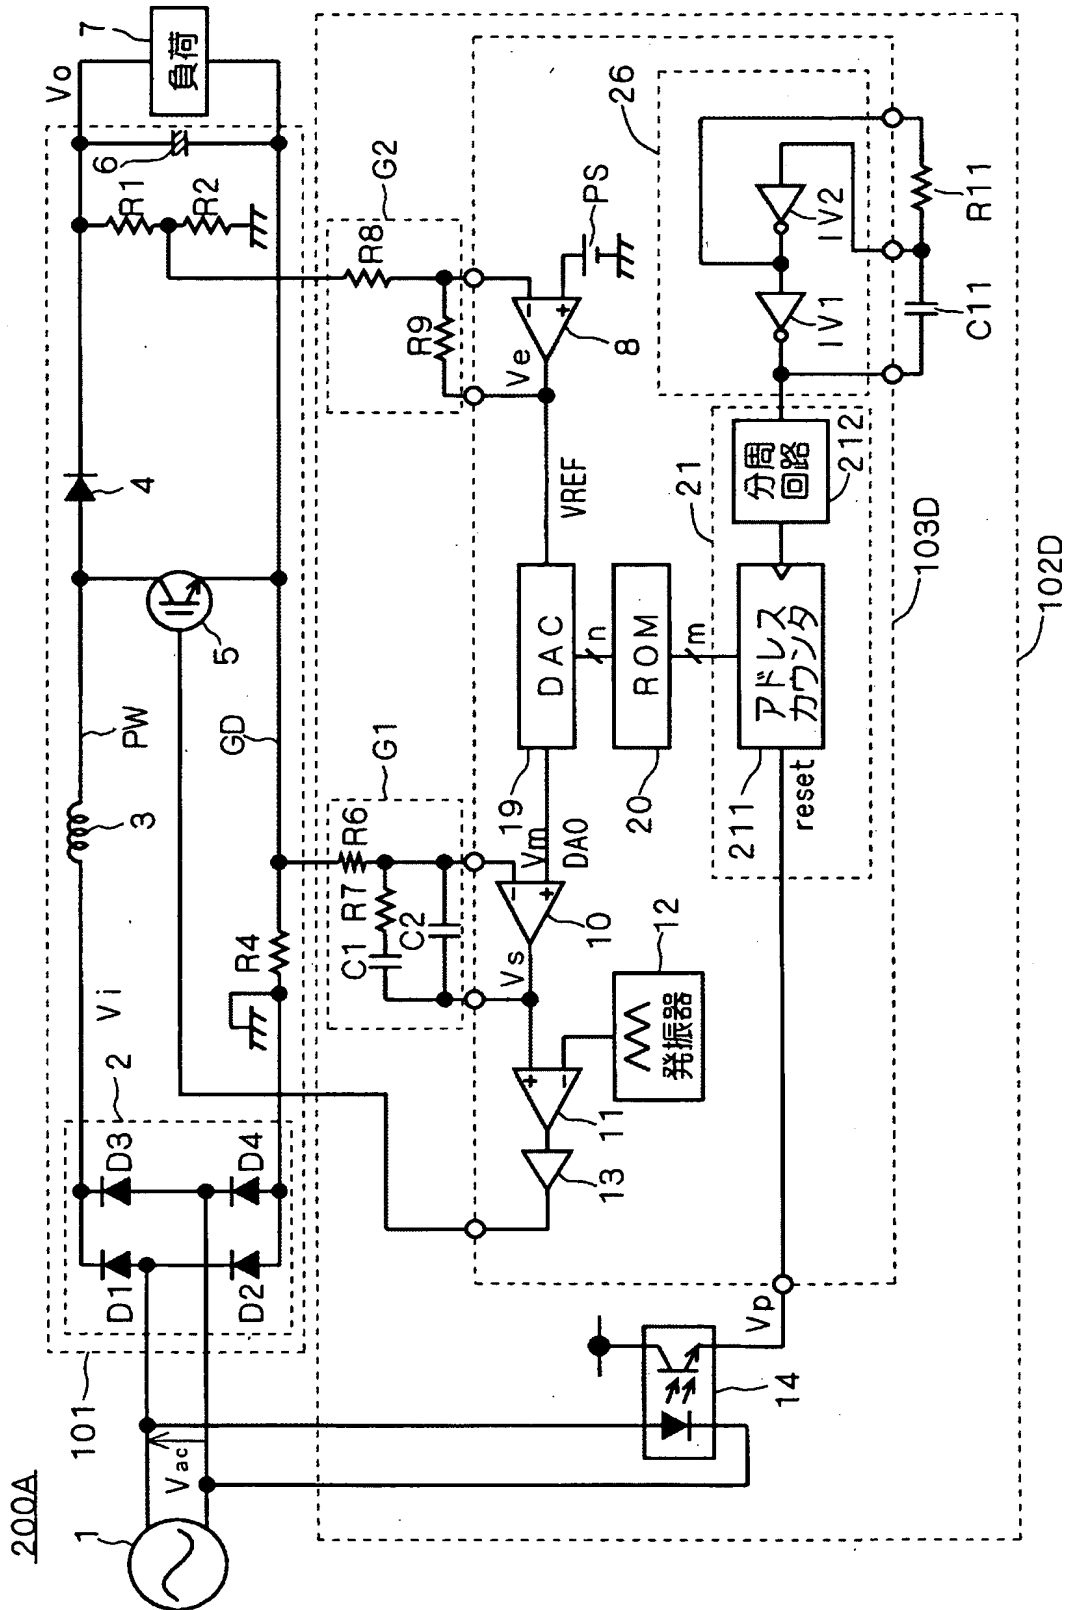 200A
1
Vac
101
D1
D3
D2
D4
2
Vi
3
PW
4
Vo
7
負荷
6
R1
R2
5
GD
R4
G1
R6
R7
C1
C2
G2
R8
R9
PS
+
−
8
Ve
VREF
DAC
19
n
ROM
20
m
Vm
DAO
−
+
10
Vs
+
−
11
13
12
発振器
26
IV2
IV1
R11
C11
21
分周
回路
212
アドレス
カウンタ
211
reset
Vp
14
103D
102D